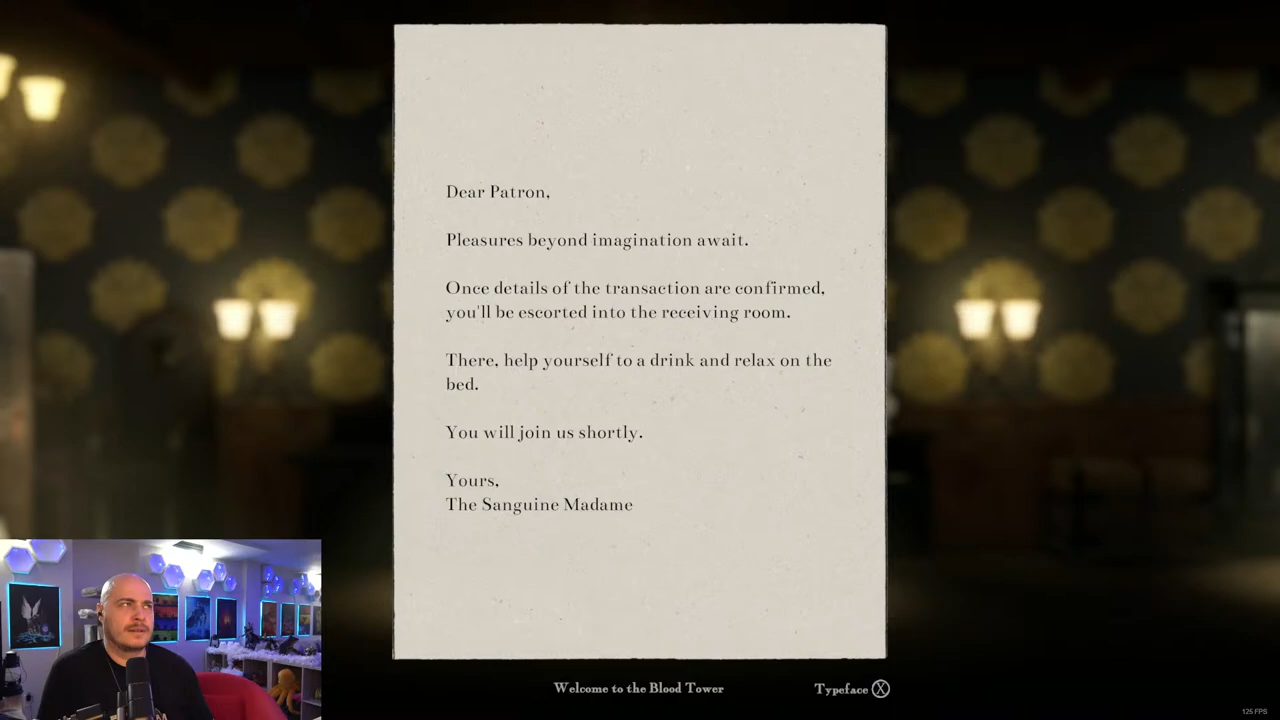 Dear Patron,
Pleasures beyond imagination await.
Once details of the transaction are confirmed,
you'll be escorted into the receiving room.
There, help yourself to a drink and relax on the
bed.
You will join us shortly.
Yours,
The Sanguine Madame
Welcome to the Blood Tower
Typeface X
125 FPS